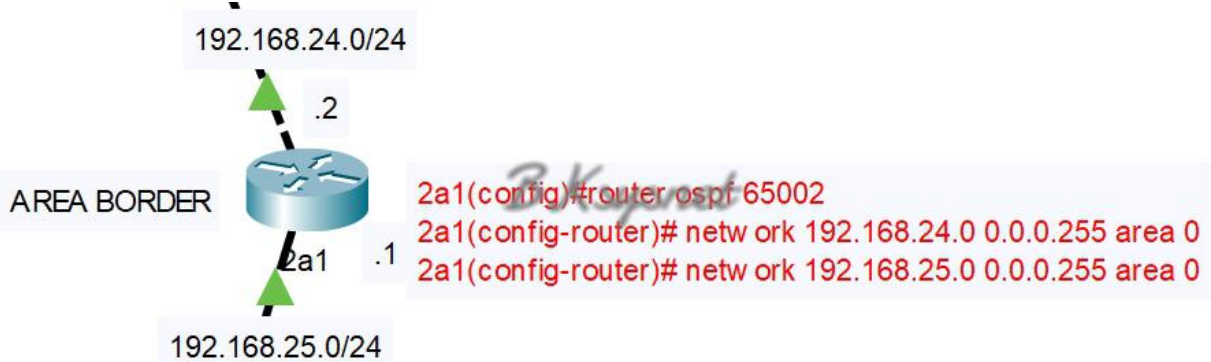 192.168.24.0/24
.2
AREA BORDER
2a1(config)#router ospf 65002
2a1(config-router)# netw ork 192.168.24.0 0.0.0.255 area 0
2a1
.1
2a1(config-router)# netw ork 192.168.25.0 0.0.0.255 area 0
192.168.25.0/24